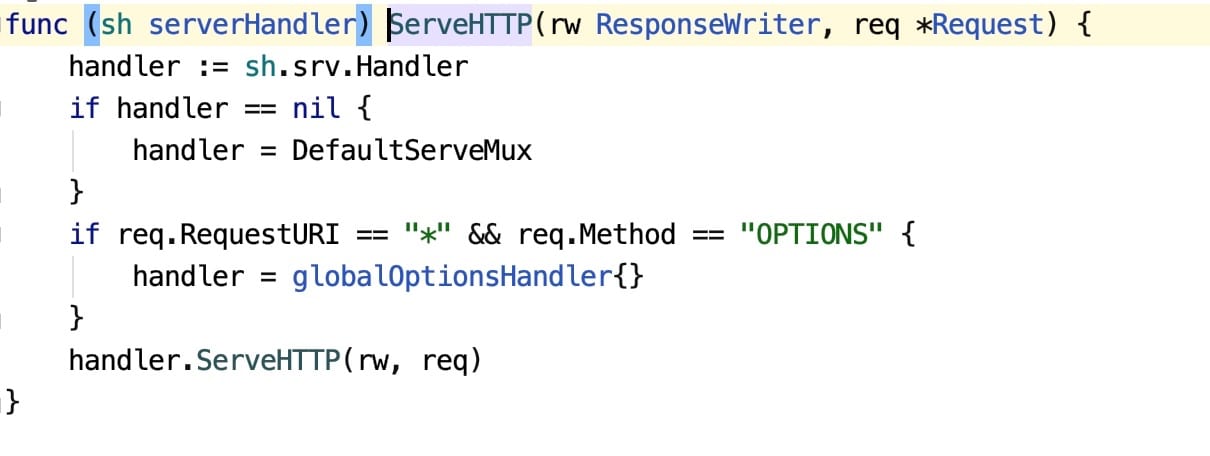 func (sh serverHandler) ServeHTTP(rw ResponseWriter, req *Request) {
    handler := sh.srv.Handler
    if handler == nil {
        handler = DefaultServeMux
    }
    if req.RequestURI == "*" && req.Method == "OPTIONS" {
        handler = globalOptionsHandler{}
    }
    handler.ServeHTTP(rw, req)
}